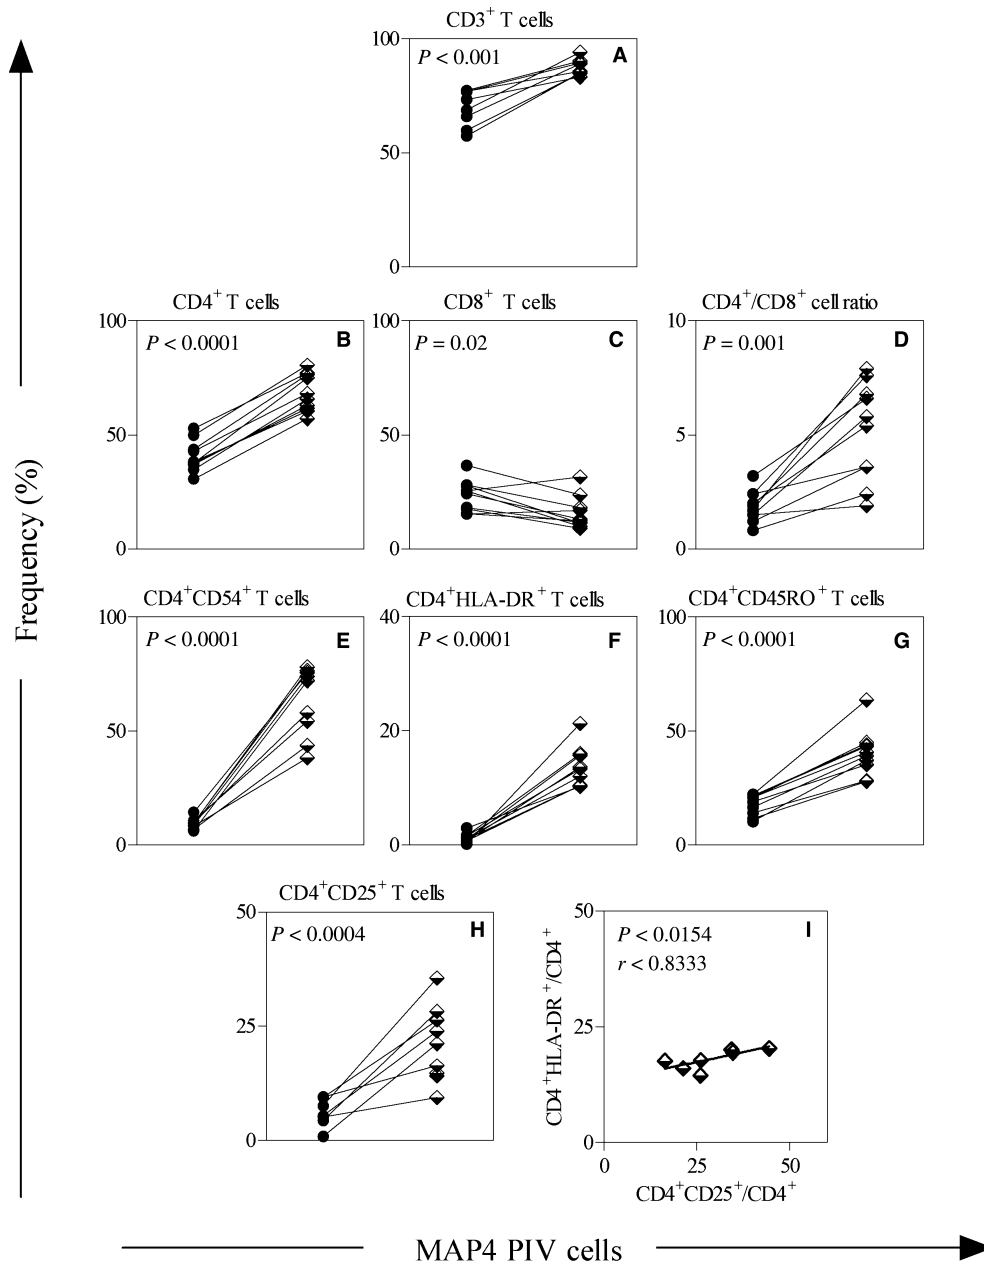 CD3⁺ T cells
P < 0.001
A
100
50
0
CD4⁺ T cells
CD8⁺ T cells
CD4⁺/CD8⁺ cell ratio
100
50
0
P < 0.0001
B
100
50
0
P = 0.02
C
10
5
0
P = 0.001
D
Frequency (%)
CD4⁺CD54⁺ T cells
CD4⁺HLA-DR⁺ T cells
CD4⁺CD45RO⁺ T cells
100
50
0
P < 0.0001
E
40
20
0
P < 0.0001
F
100
50
0
P < 0.0001
G
CD4⁺CD25⁺ T cells
50
25
0
P < 0.0004
H
CD4⁺HLA-DR⁺/CD4⁺
50
25
0
P < 0.0154
r < 0.8333
I
0 25 50
CD4⁺CD25⁺/CD4⁺
MAP4 PIV cells